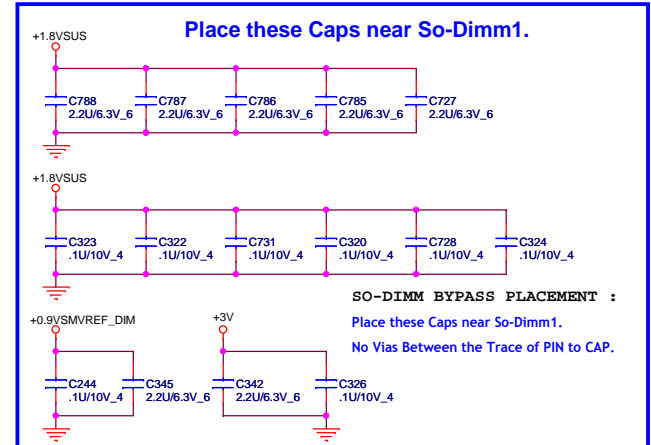 Place these Caps near So-Dimm1.
+1.8VSUS
C788 C787 C786 C785 C727
2.2U/6.3V_6 2.2U/6.3V_6 2.2U/6.3V_6 2.2U/6.3V_6 2.2U/6.3V_6
+1.8VSUS
C323 C322 C731 C320 C728 C324
.1U/10V_4 .1U/10V_4 .1U/10V_4 .1U/10V_4 .1U/10V_4 .1U/10V_4
SO-DIMM BYPASS PLACEMENT :
Place these Caps near So-Dimm1.
No Vias Between the Trace of PIN to CAP.
+0.9VSMVREF_DIM +3V
C244 C345 C342 C326
.1U/10V_4 2.2U/6.3V_6 2.2U/6.3V_6 .1U/10V_4